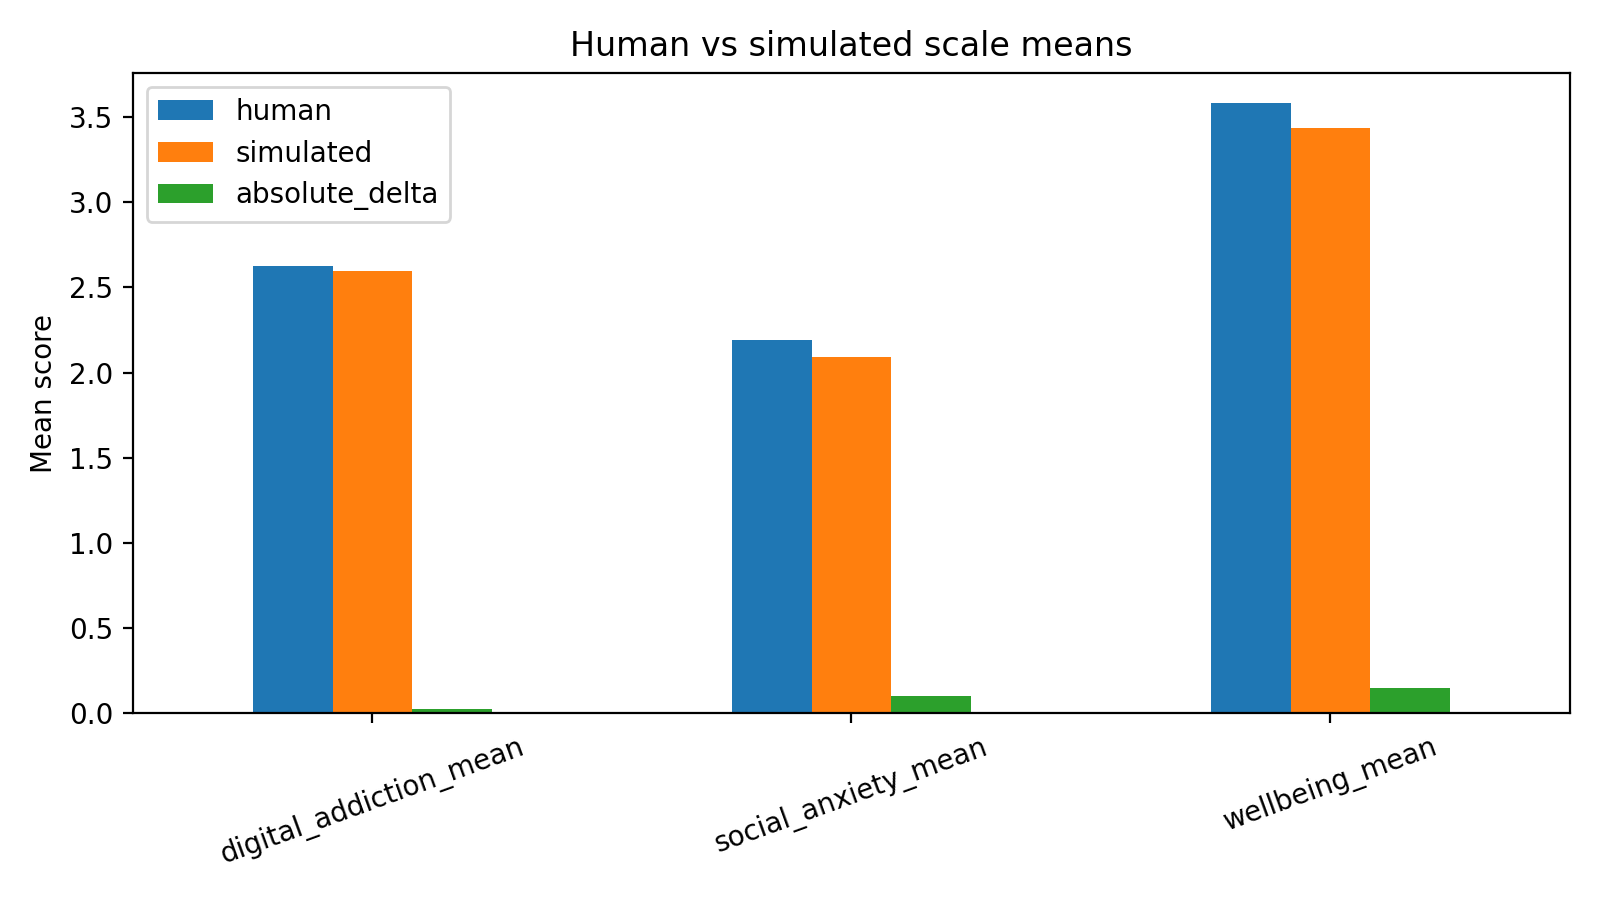 Human vs simulated scale means
human
simulated
absolute_delta
Mean score
3.5
3.0
2.5
2.0
1.5
1.0
0.5
0.0
digital_addiction_mean
social_anxiety_mean
wellbeing_mean